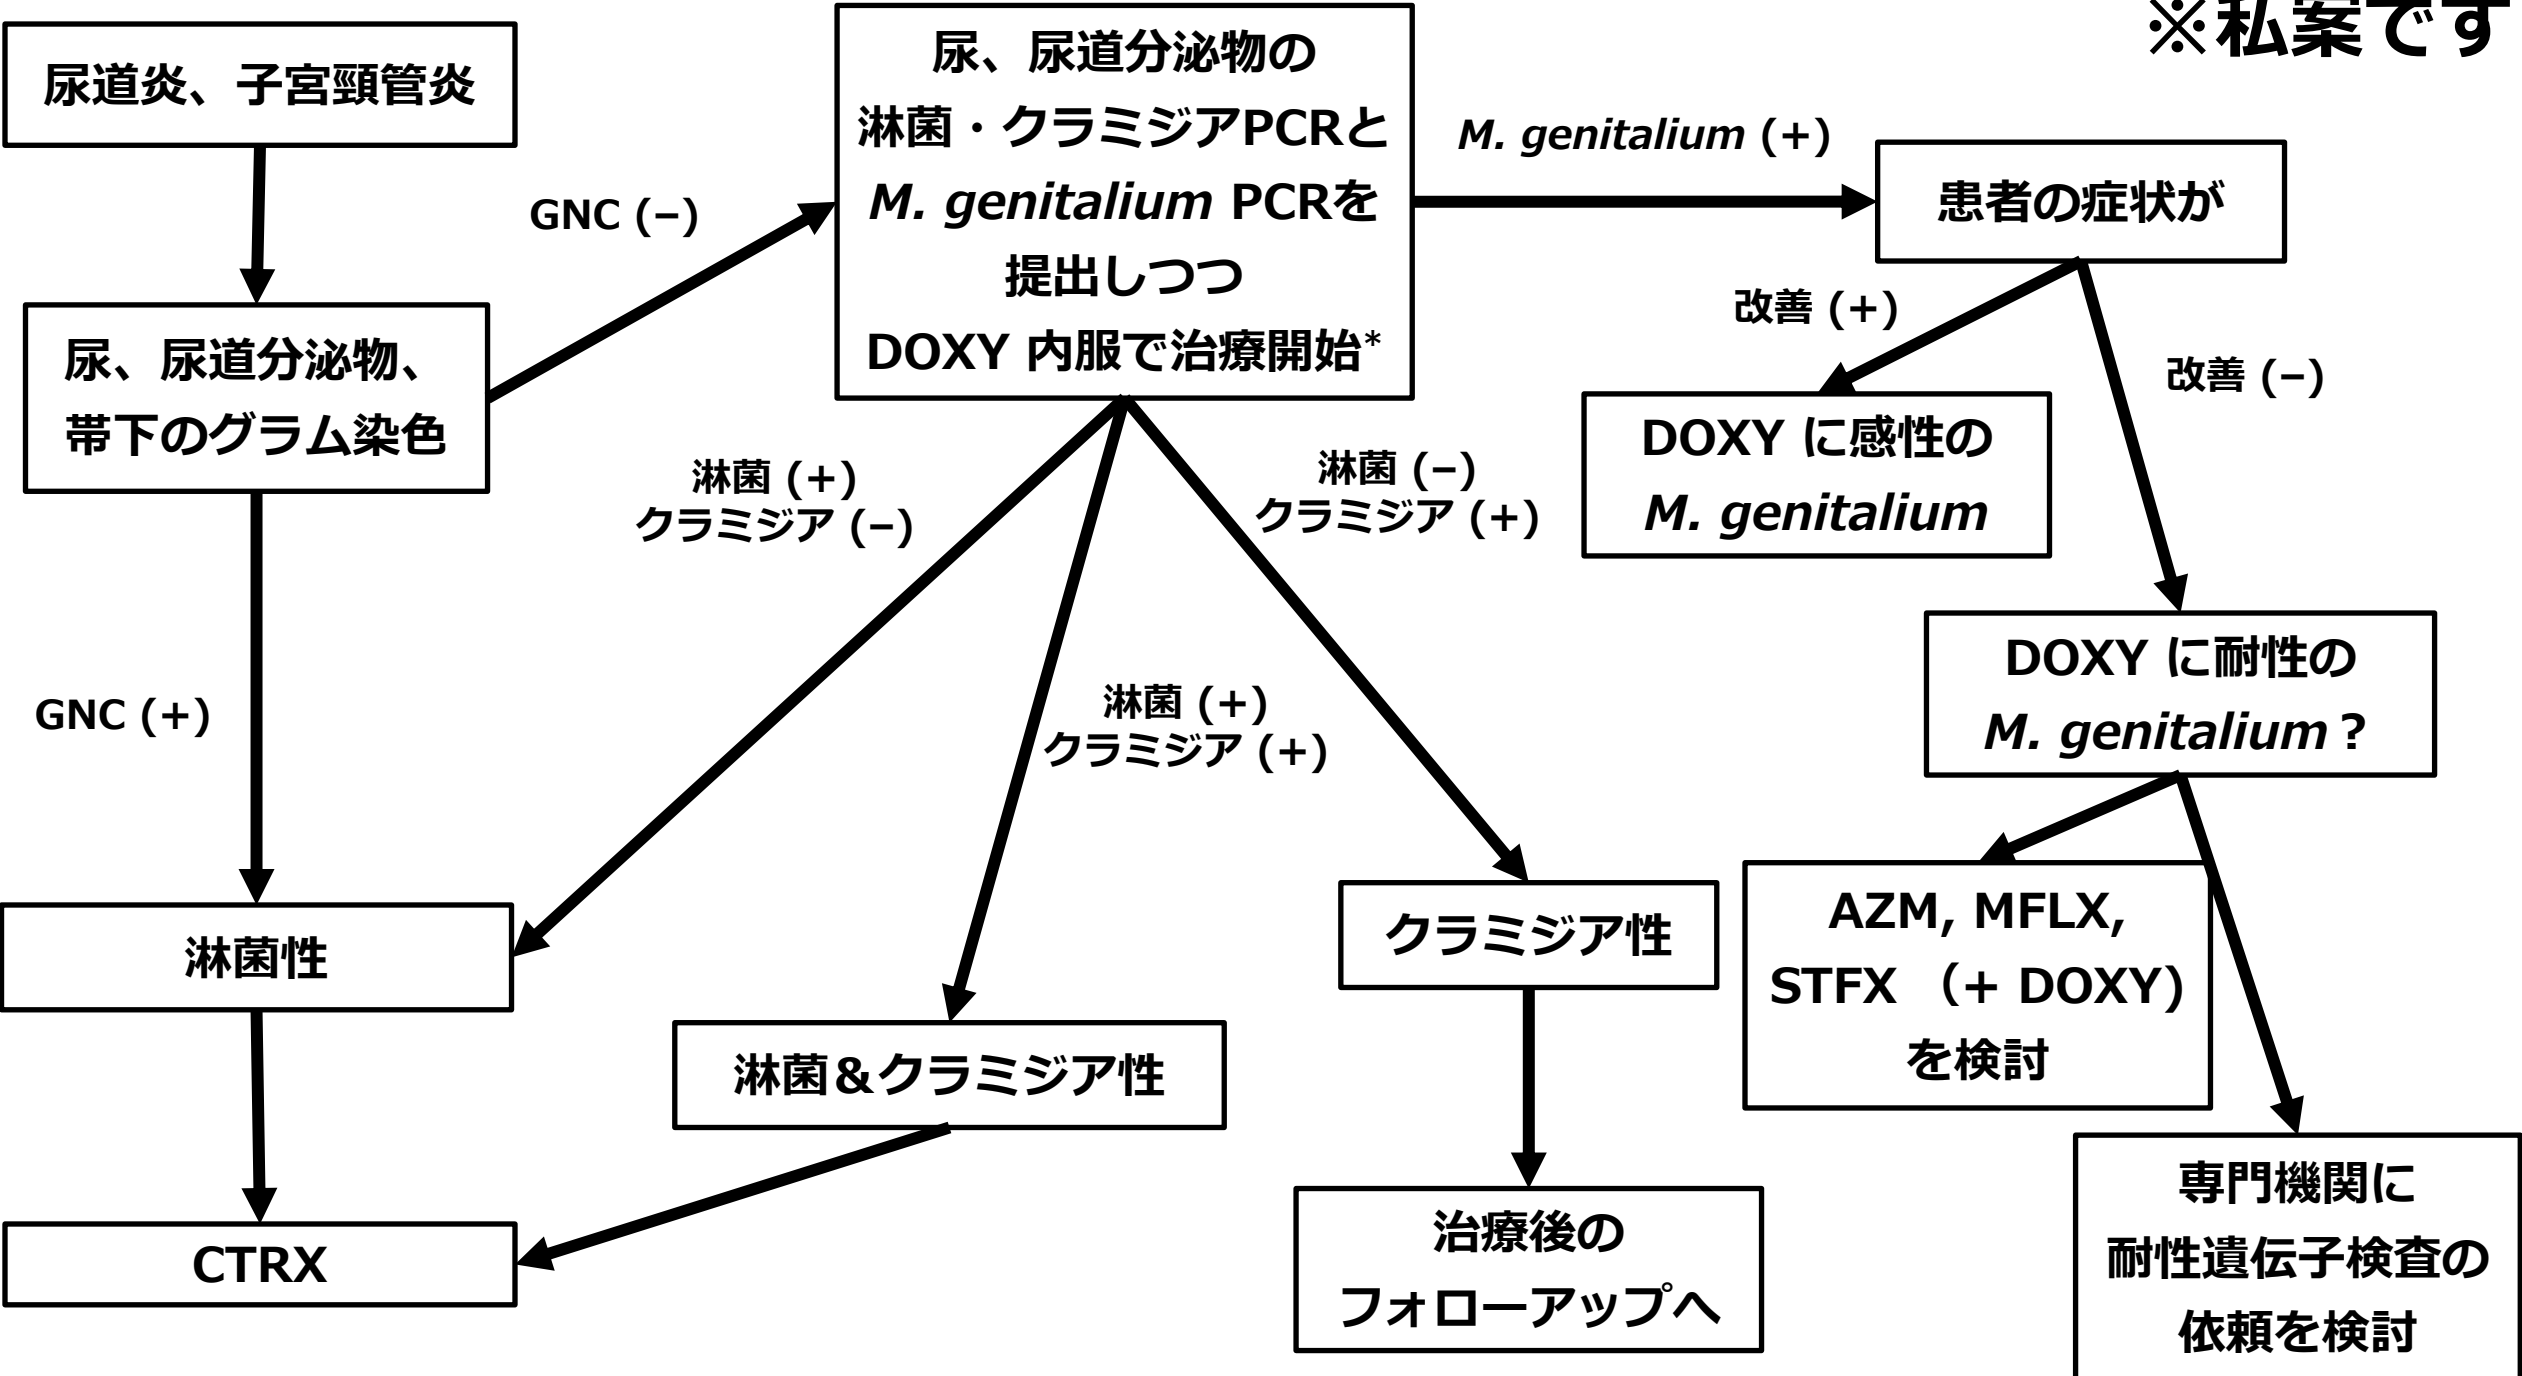 ※私案です
尿道炎、子宮頸管炎
尿、尿道分泌物、
帯下のグラム染色
GNC (−)
GNC (+)
尿、尿道分泌物の
淋菌・クラミジアPCRと
M. genitalium PCRを
提出しつつ
DOXY 内服で治療開始*
M. genitalium (+)
患者の症状が
改善 (+)
改善 (−)
DOXY に感性の
M. genitalium
DOXY に耐性の
M. genitalium ?
AZM, MFLX,
STFX （+ DOXY)
を検討
専門機関に
耐性遺伝子検査の
依頼を検討
淋菌 (+)
クラミジア (−)
淋菌 (+)
クラミジア (+)
淋菌 (−)
クラミジア (+)
淋菌性
淋菌＆クラミジア性
クラミジア性
CTRX
治療後の
フォローアップへ